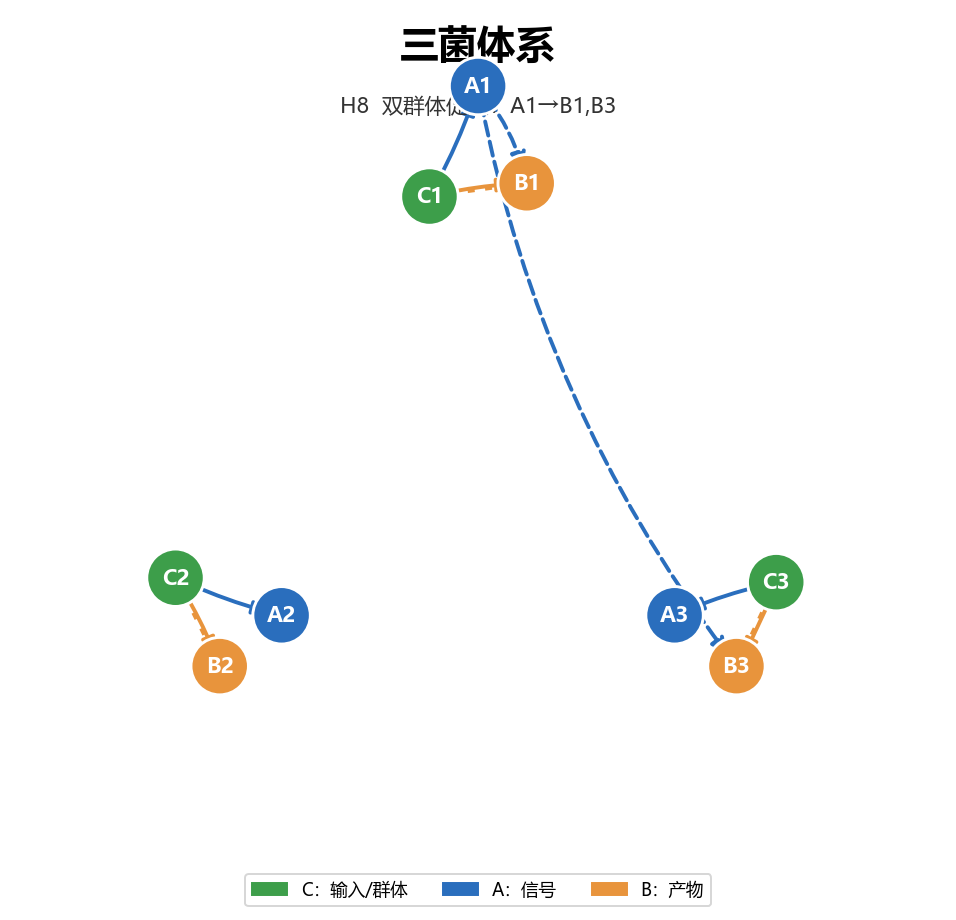 三菌体系
A1
H8 双群体 A1→B1,B3
B1
C1
C2
C3
A2
A3
B2
B3
C: 输入/群体
A: 信号
B: 产物